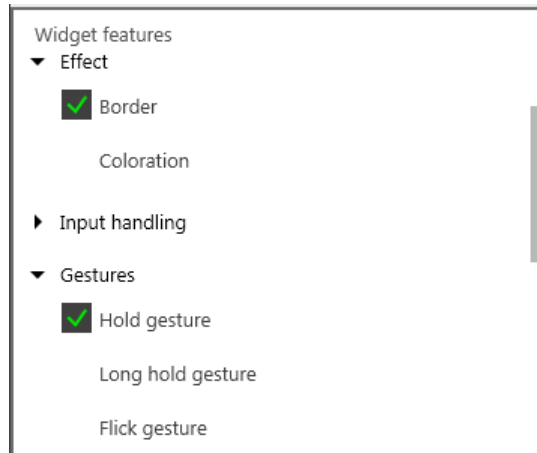 Widget features
Effect
Border
Coloration
Input handling
Gestures
Hold gesture
Long hold gesture
Flick gesture